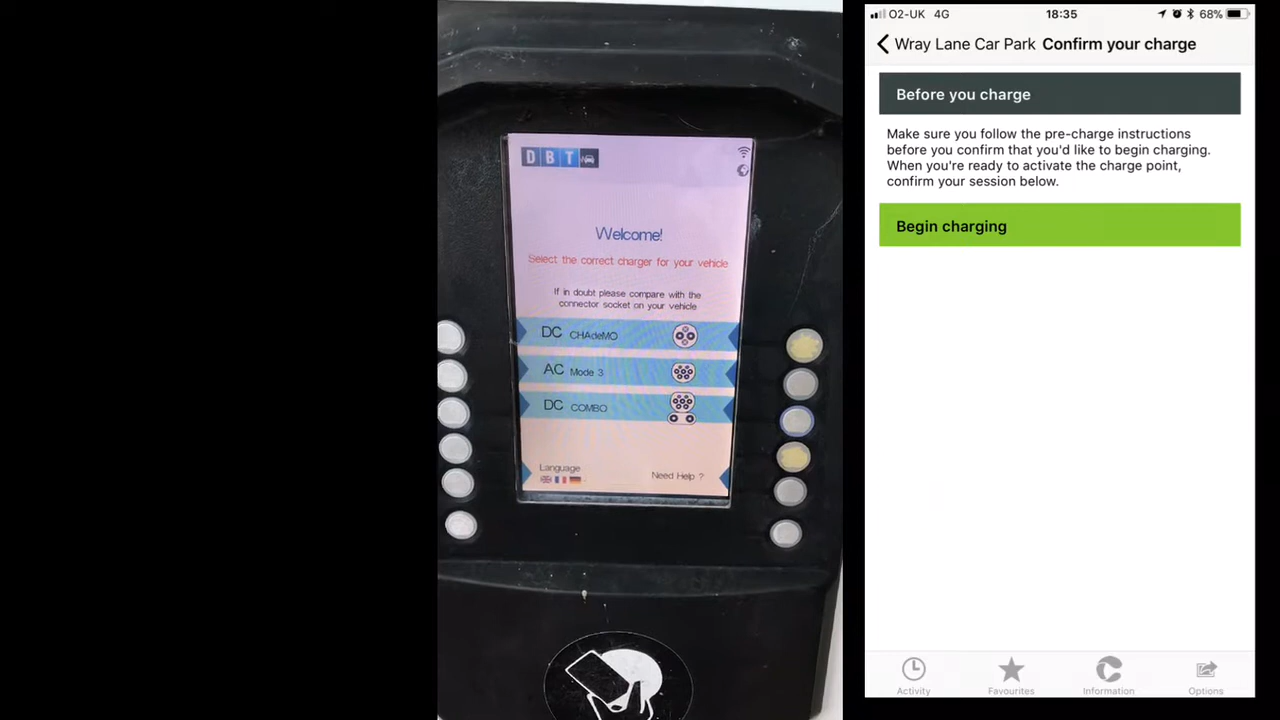 DBT
Welcome!
Select the correct charger for your vehicle
If in doubt please compare with the
connector socket on your vehicle
DC CHAdeMO
AC Mode 3
DC COMBO
Language
Need Help ?
O2-UK 4G
18:35
68%
Wray Lane Car Park Confirm your charge
Before you charge
Make sure you follow the pre-charge instructions
before you confirm that you'd like to begin charging.
When you're ready to activate the charge point,
confirm your session below.
Begin charging
Activity
Favourites
Information
Options